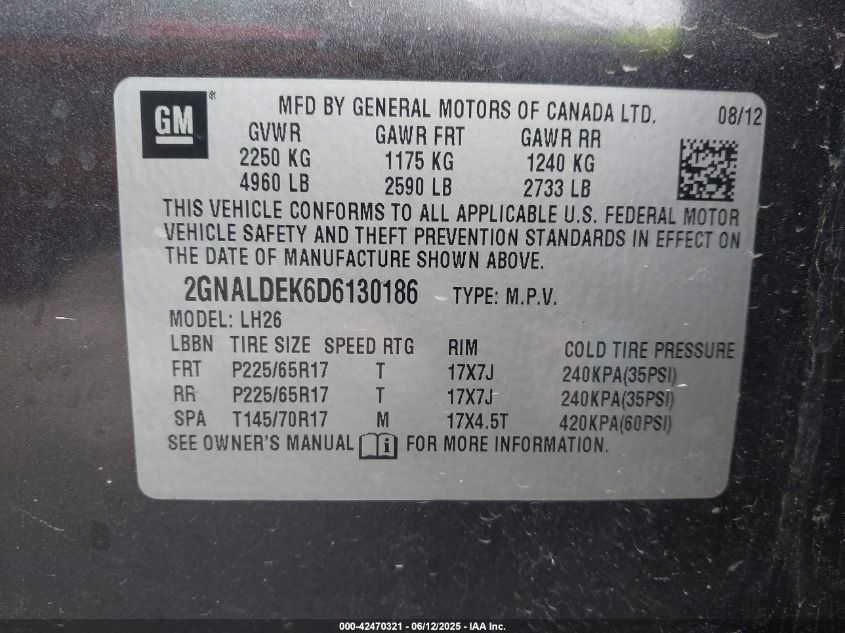 GM® MFD BY GENERAL MOTORS OF CANADA LTD. 08/12
GVWR GAWR FRT GAWR RR
2250 KG 1175 KG 1240 KG
4960 LB 2590 LB 2733 LB
THIS VEHICLE CONFORMS TO ALL APPLICABLE U.S. FEDERAL MOTOR
VEHICLE SAFETY AND THEFT PREVENTION STANDARDS IN EFFECT ON
THE DATE OF MANUFACTURE SHOWN ABOVE.
2GNALDEK6D6130186 TYPE: M.P.V.
MODEL: LH26
LBBN TIRE SIZE SPEED RTG RIM COLD TIRE PRESSURE
FRT P225/65R17 T 17X7J 240KPA(35PSI)
RR P225/65R17 T 17X7J 240KPA(35PSI)
SPA T145/70R17 M 17X4.5T 420KPA(60PSI)
SEE OWNER'S MANUAL i FOR MORE INFORMATION.
000-42470321 - 06/12/2025 - IAA Inc.